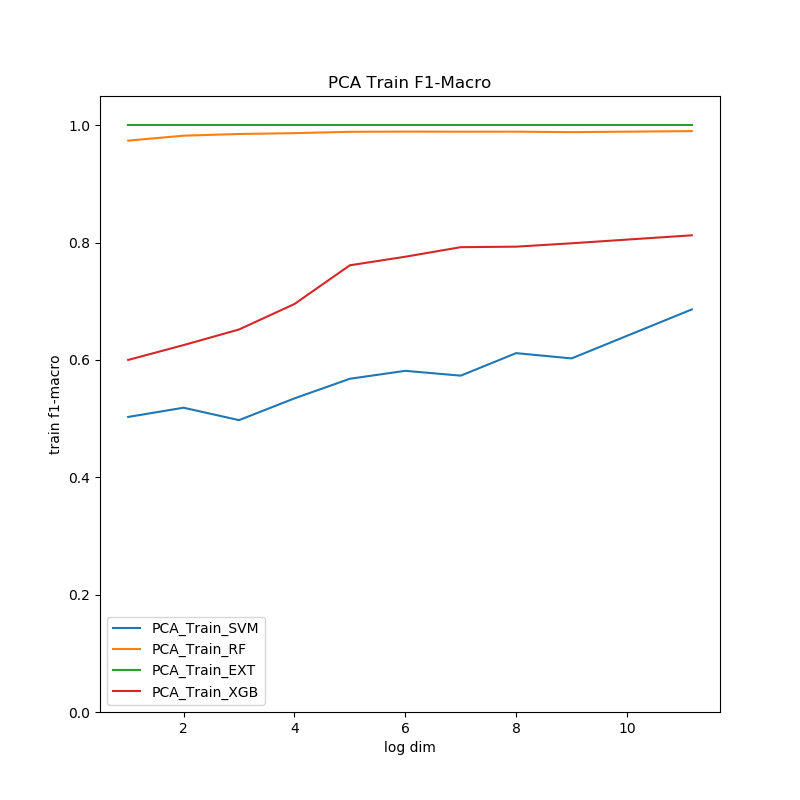 PCA Train F1-Macro
train f1-macro
1.0
0.8
0.6
0.4
0.2
0.0
PCA_Train_SVM
PCA_Train_RF
PCA_Train_EXT
PCA_Train_XGB
2 4 6 8 10
log dim